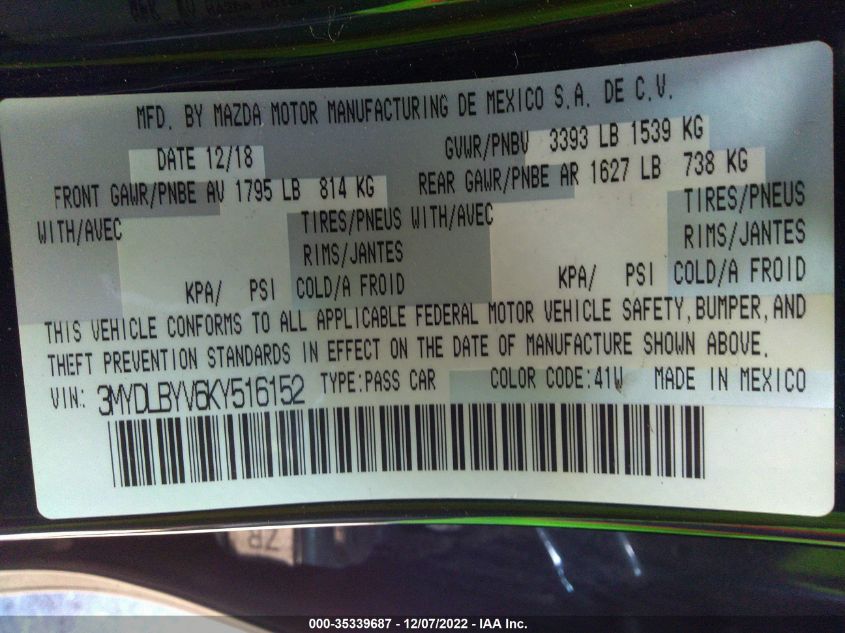 MFD. BY MAZDA MOTOR MANUFACTURING DE MEXICO S.A. DE C.V.
DATE 12/18 GVWR/PNBV 3393 LB 1539 KG
FRONT GAWR/PNBE AV 1795 LB 814 KG REAR GAWR/PNBE AR 1627 LB 738 KG
WITH/AVEC TIRES/PNEUS WITH/AVEC TIRES/PNEUS
RIMS/JANTES RIMS/JANTES
KPA/ PSI COLD/A FROID KPA/ PSI COLD/A FROID
THIS VEHICLE CONFORMS TO ALL APPLICABLE FEDERAL MOTOR VEHICLE SAFETY, BUMPER, AND
THEFT PREVENTION STANDARDS IN EFFECT ON THE DATE OF MANUFACTURE SHOWN ABOVE.
VIN: 3MYDLBYV6KY516152 TYPE:PASS CAR COLOR CODE:41W MADE IN MEXICO
000-35339687 - 12/07/2022 - IAA Inc.